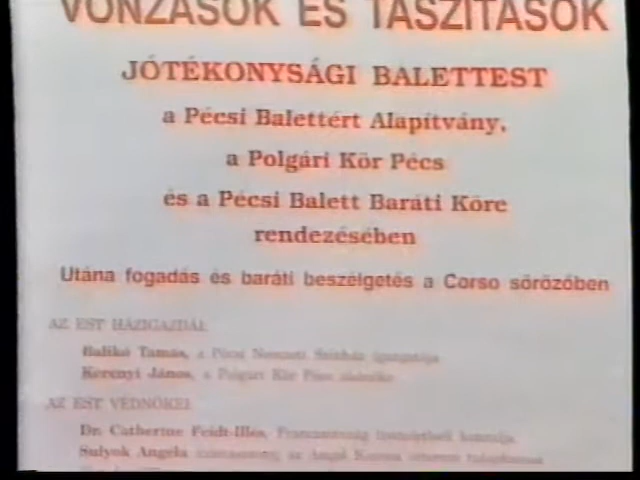 VONZÁSOK ÉS TASZÍTÁSOK
JÓTÉKONYSÁGI BALETTEST
a Pécsi Balettért Alapítvány,
a Polgári Kör Pécs
és a Pécsi Balett Baráti Köre
rendezésében
Utána fogadás és baráti beszélgetés a Corso sörözőben
AZ EST HÁZIGAZDÁI:
Balikó Tamás, a Pécsi Nemzeti Színház igazgatója
Kerényi János, a Polgári Kör Pécs
AZ EST VÉDNÖKEI:
Dr. Catherine Feidt-Illés, Franciaország
Sulyok Angéla